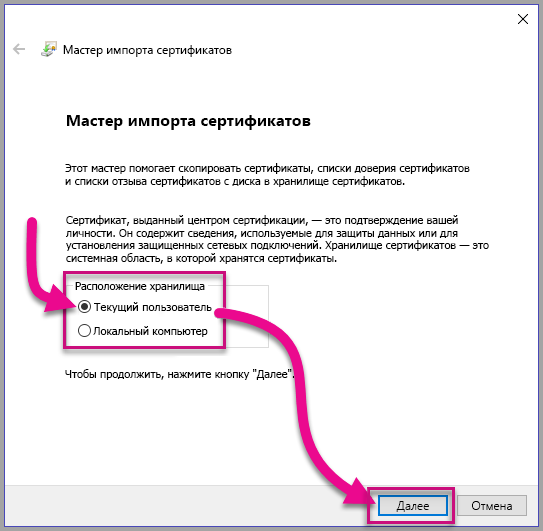 Мастер импорта сертификатов
Мастер импорта сертификатов
Этот мастер помогает скопировать сертификаты, списки доверия сертификатов
и списки отзыва сертификатов с диска в хранилище сертификатов.
Сертификат, выданный центром сертификации, — это подтверждение вашей
личности. Он содержит сведения, используемые для защиты данных или для
установления защищенных сетевых подключений. Хранилище сертификатов — это
системная область, в которой хранятся сертификаты.
Расположение хранилища
Текущий пользователь
Локальный компьютер
Чтобы продолжить, нажмите кнопку "Далее".
Далее
Отмена